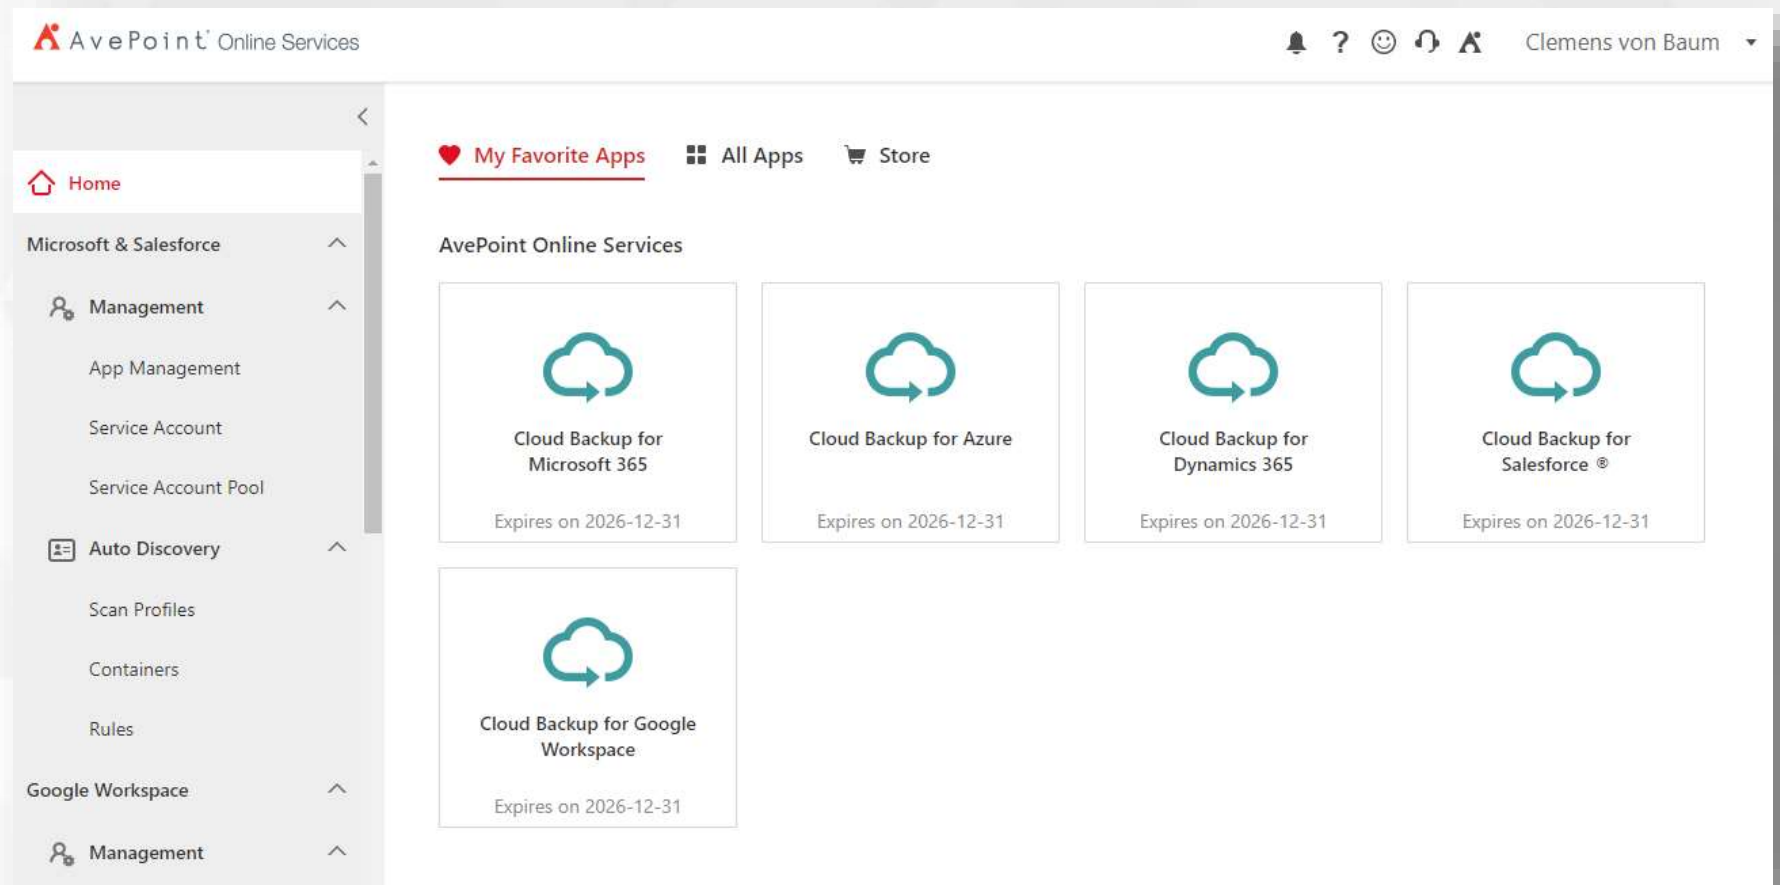 AvePoint Online Services
? Clemens von Baum
Home
Microsoft & Salesforce
Management
App Management
Service Account
Service Account Pool
Auto Discovery
Scan Profiles
Containers
Rules
Google Workspace
Management
My Favorite Apps All Apps Store
AvePoint Online Services
Cloud Backup for
Microsoft 365
Expires on 2026-12-31
Cloud Backup for Azure
Expires on 2026-12-31
Cloud Backup for
Dynamics 365
Expires on 2026-12-31
Cloud Backup for
Salesforce ®
Expires on 2026-12-31
Cloud Backup for Google
Workspace
Expires on 2026-12-31